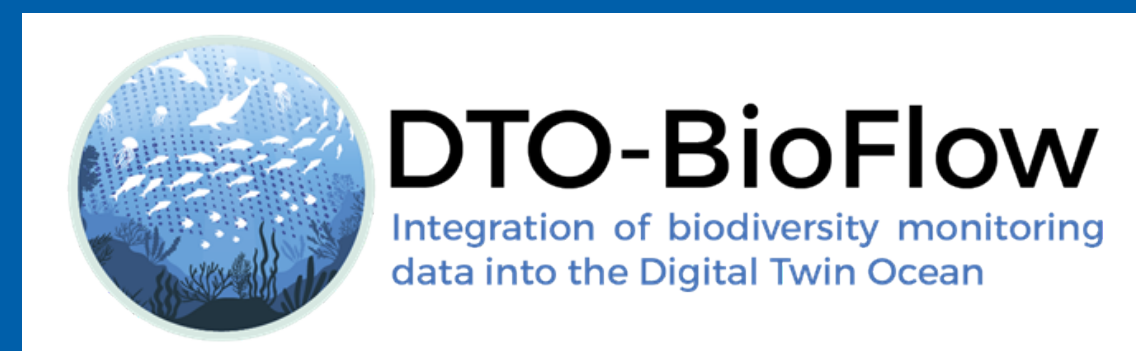 DTO-BioFlow
Integration of biodiversity monitoring
data into the Digital Twin Ocean